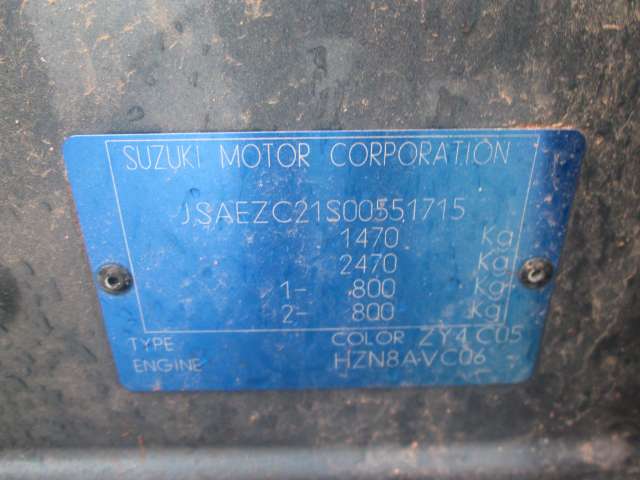 SUZUKI MOTOR CORPORATION
JSAEZC21S00551715
1470 Kg
2470 Kg
1- 800 Kg
2- 800 Kg
TYPE COLOR ZY4 C05
ENGINE HZN8A-VC06